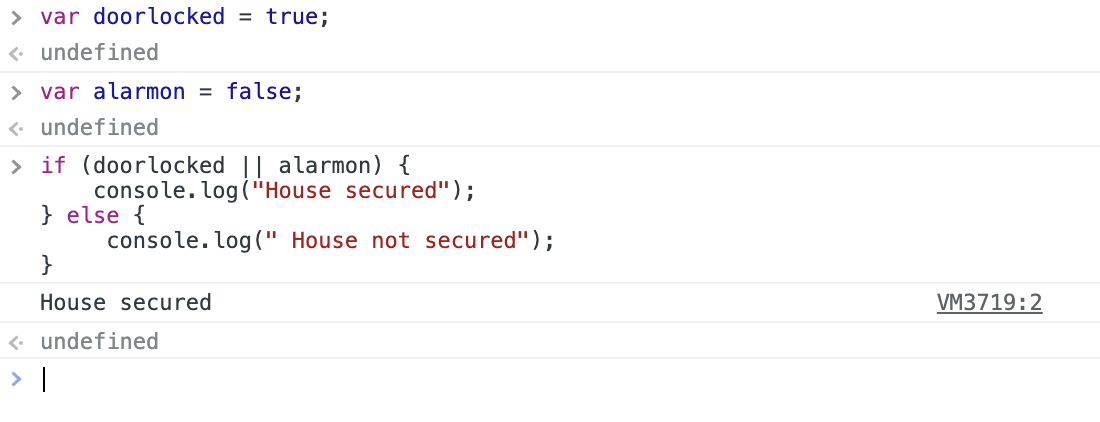 > var doorlocked = true;
undefined
> var alarmon = false;
undefined
> if (doorlocked || alarmon) {
    console.log("House secured");
} else {
     console.log(" House not secured");
}
House secured VM3719:2
undefined
>